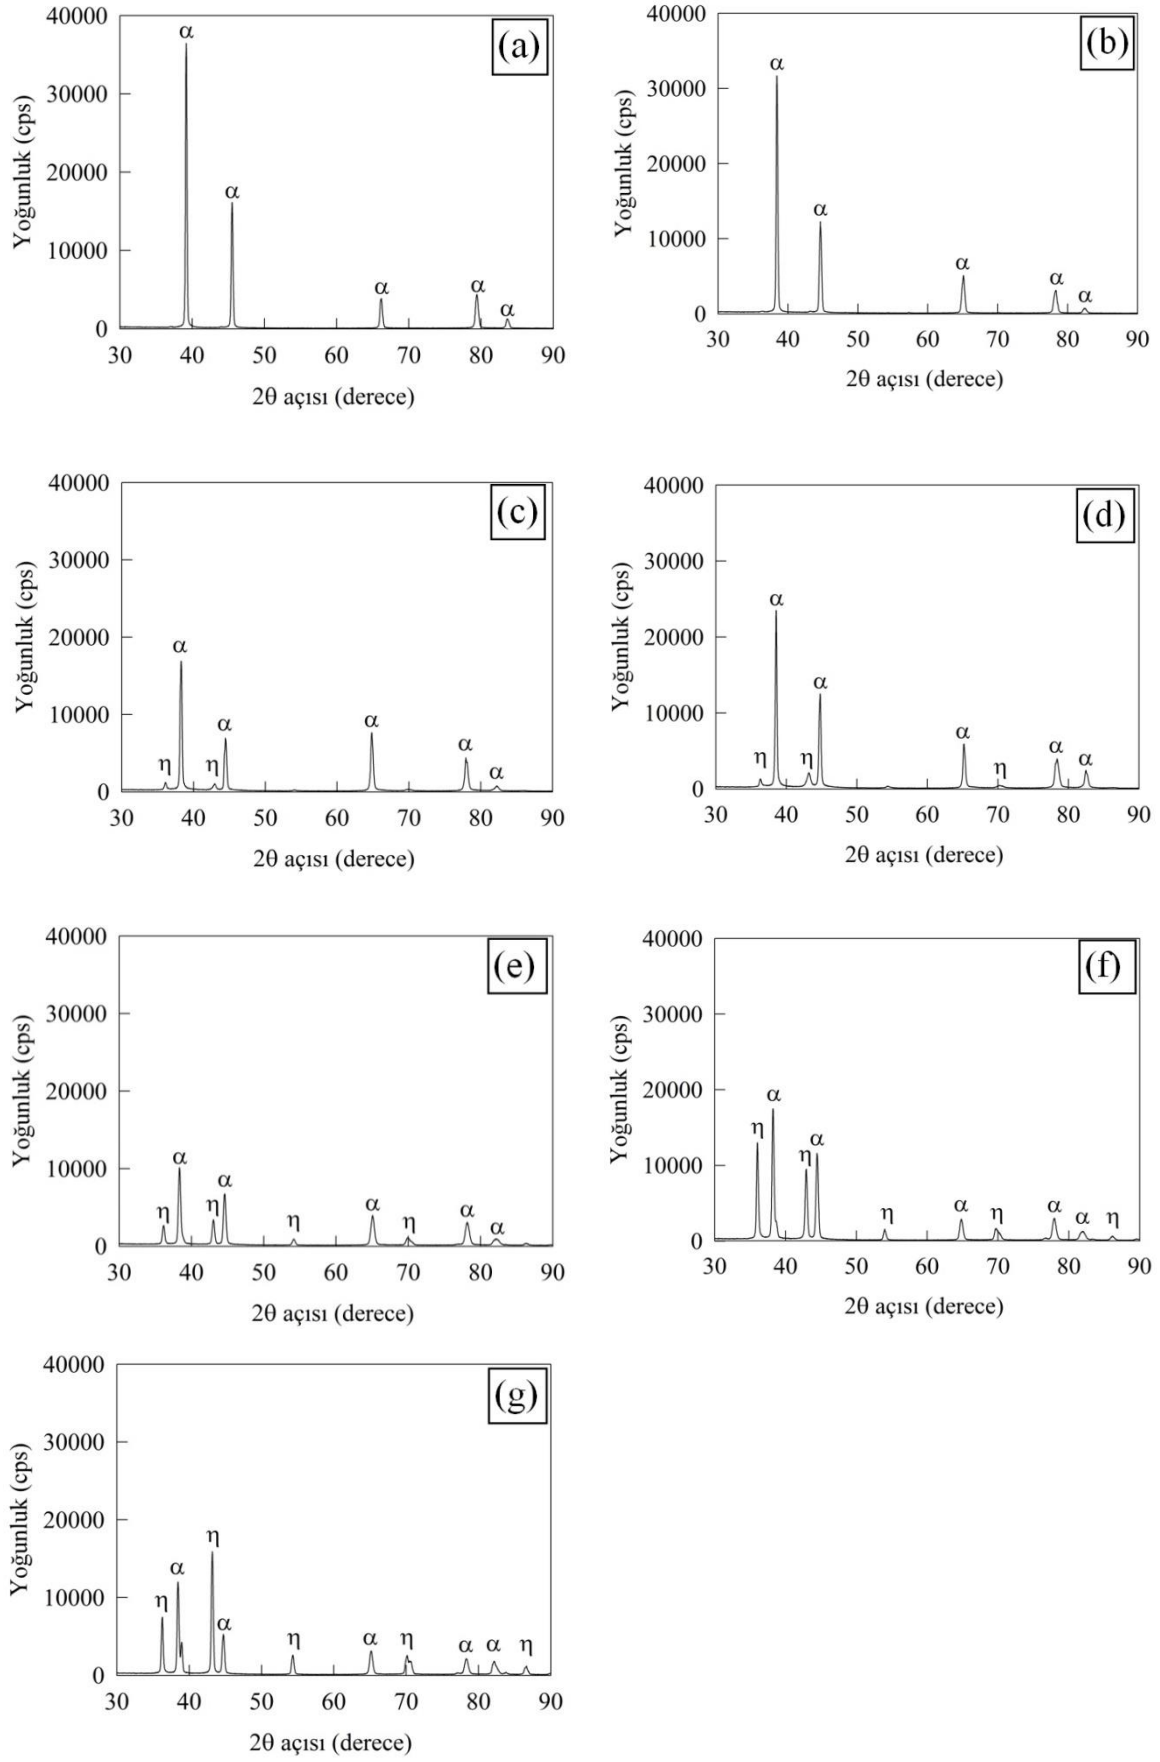 (a)
40000
30000
20000
10000
0
Yoğunluk (cps)
α
α
α
α
α
30 40 50 60 70 80 90
2θ açısı (derece)
(b)
40000
30000
20000
10000
0
Yoğunluk (cps)
α
α
α
α
α
30 40 50 60 70 80 90
2θ açısı (derece)
(c)
40000
30000
20000
10000
0
Yoğunluk (cps)
η
α
η
α
α
α
α
30 40 50 60 70 80 90
2θ açısı (derece)
(d)
40000
30000
20000
10000
0
Yoğunluk (cps)
η
α
η
α
α
η
α
α
30 40 50 60 70 80 90
2θ açısı (derece)
(e)
40000
30000
20000
10000
0
Yoğunluk (cps)
η
α
η
α
η
α
η
α
α
30 40 50 60 70 80 90
2θ açısı (derece)
(f)
40000
30000
20000
10000
0
Yoğunluk (cps)
η
α
η
α
η
α
η
α
α
η
30 40 50 60 70 80 90
2θ açısı (derece)
(g)
40000
30000
20000
10000
0
Yoğunluk (cps)
η
α
η
α
η
α
η
α
α
η
30 40 50 60 70 80 90
2θ açısı (derece)